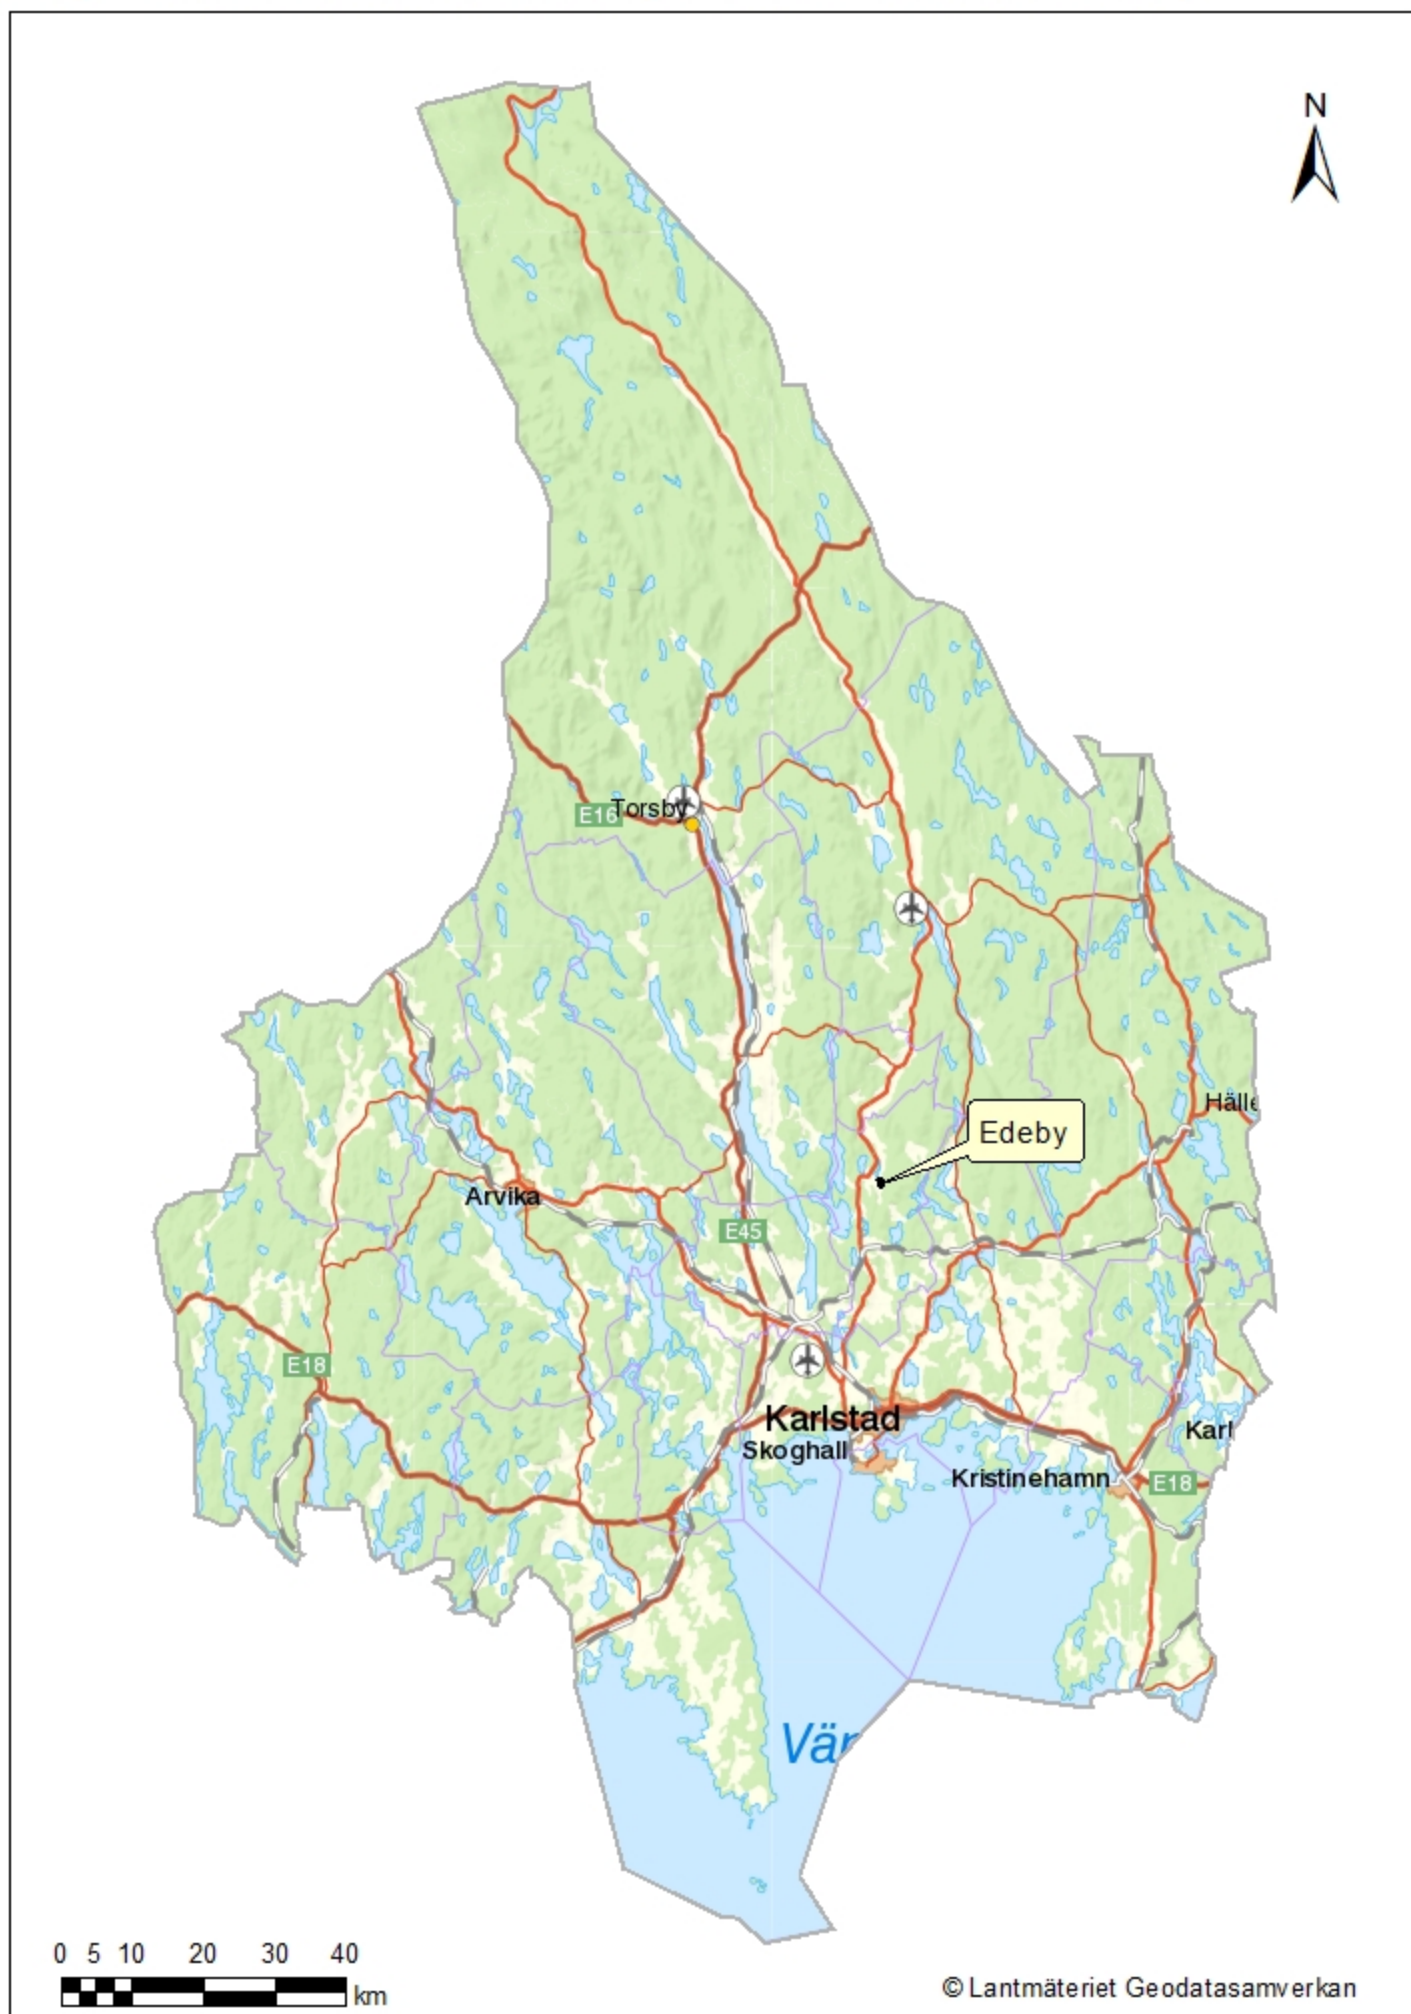 N
E16
Torsby
Hälle
Edeby
Arvika
E45
E18
Karlstad
Skoghall
Karl
Kristinehamn
E18
Vär
0 5 10 20 30 40
km
© Lantmäteriet Geodatasamverkan